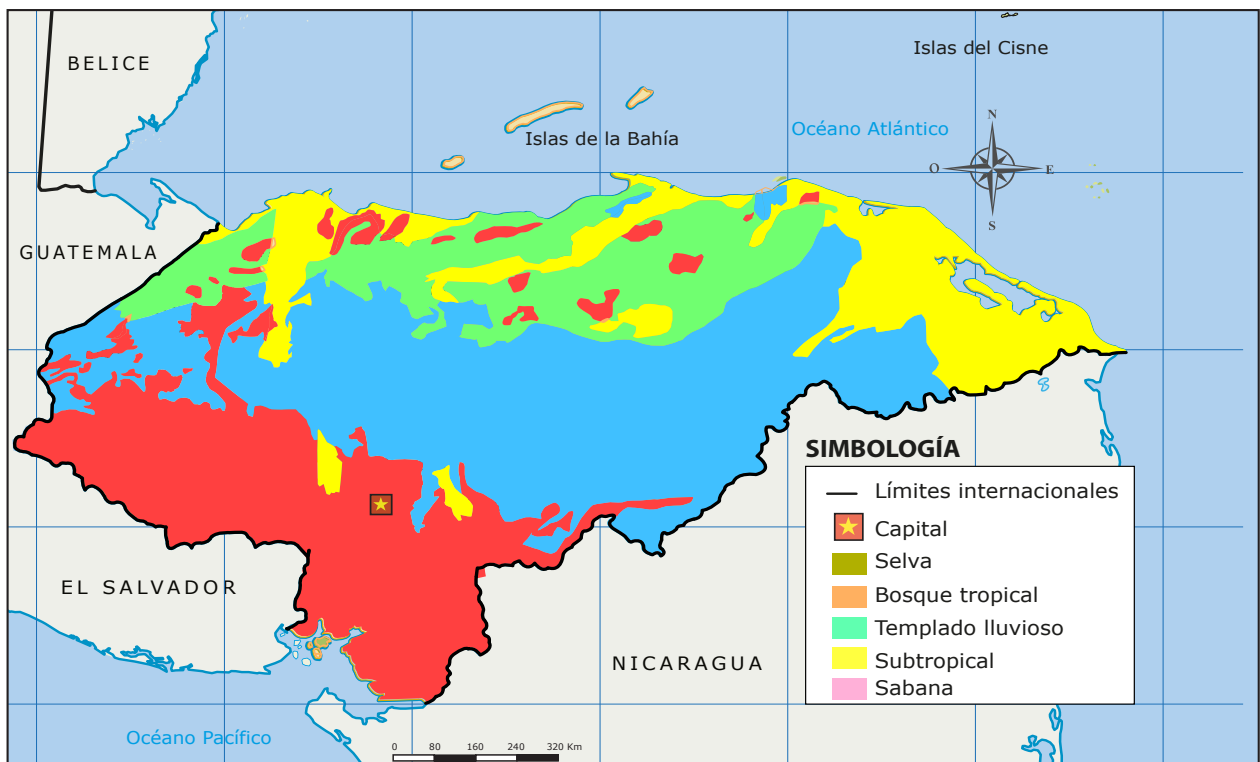 BELICE
Islas del Cisne
Islas de la Bahía
Océano Atlántico
N
O
E
S
GUATEMALA
EL SALVADOR
NICARAGUA
Océano Pacífico
0 80 160 240 320 Km
SIMBOLOGÍA
Límites internacionales
Capital
Selva
Bosque tropical
Templado lluvioso
Subtropical
Sabana